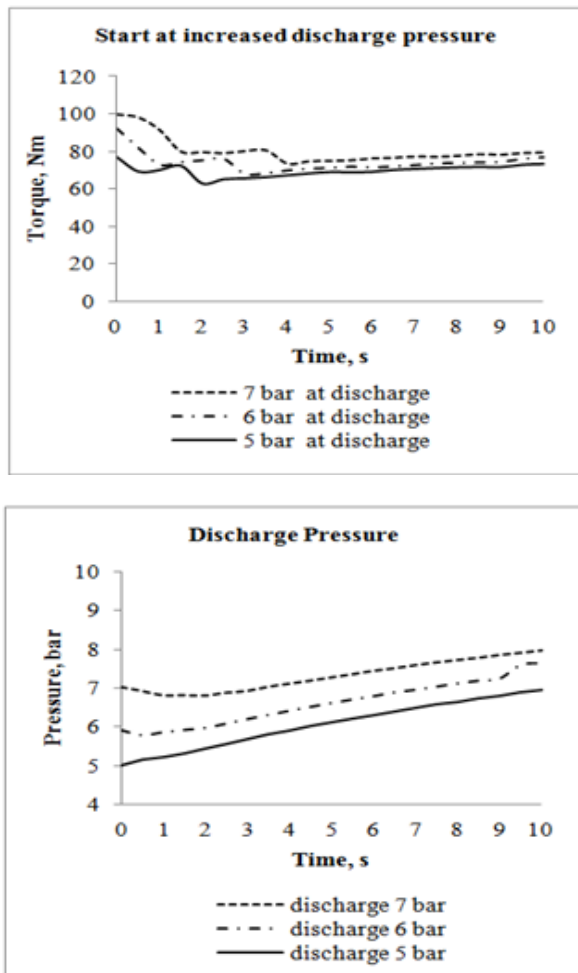 Start at increased discharge pressure
120
100
80
60
40
20
0
Torque, Nm
0 1 2 3 4 5 6 7 8 9 10
Time, s
7 bar at discharge
6 bar at discharge
5 bar at discharge
Discharge Pressure
10
9
8
7
6
5
4
Pressure, bar
0 1 2 3 4 5 6 7 8 9 10
Time, s
discharge 7 bar
discharge 6 bar
discharge 5 bar